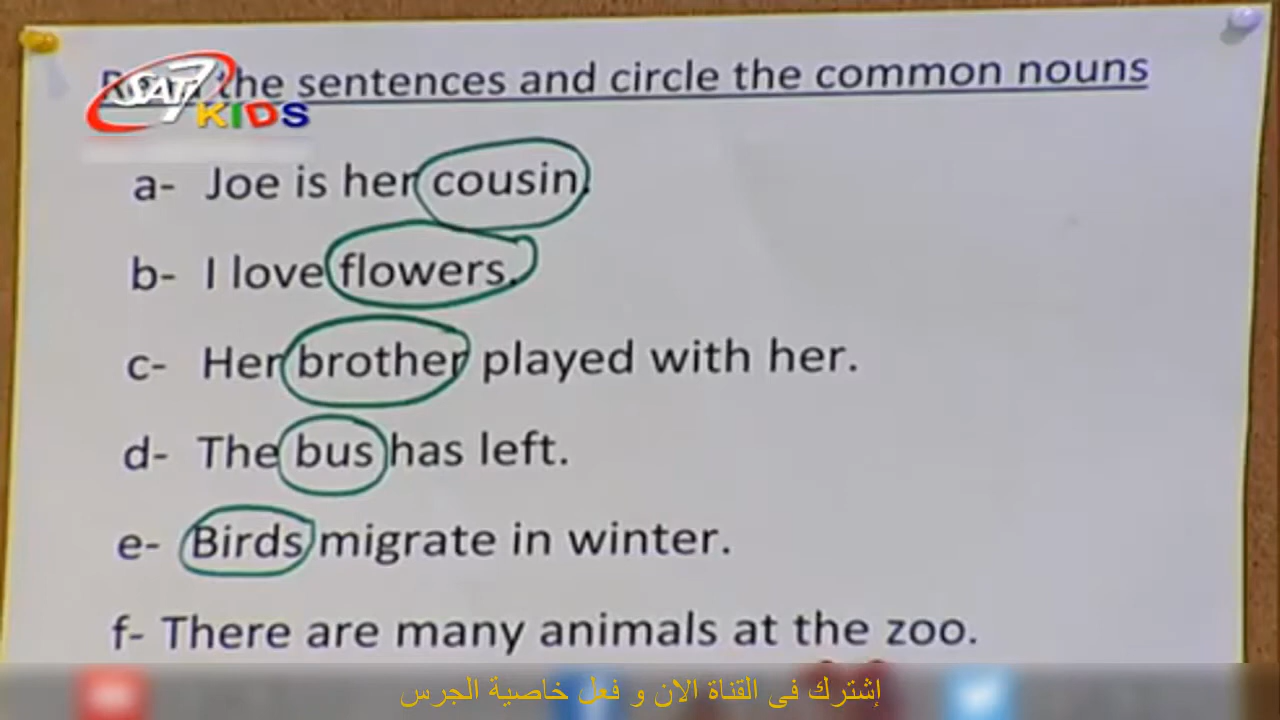 SAT7
KIDS
the sentences and circle the common nouns
a- Joe is her cousin.
b- I love flowers.
c- Her brother played with her.
d- The bus has left.
e- Birds migrate in winter.
f- There are many animals at the zoo.
إشترك فى القناة الان و فعل خاصية الجرس